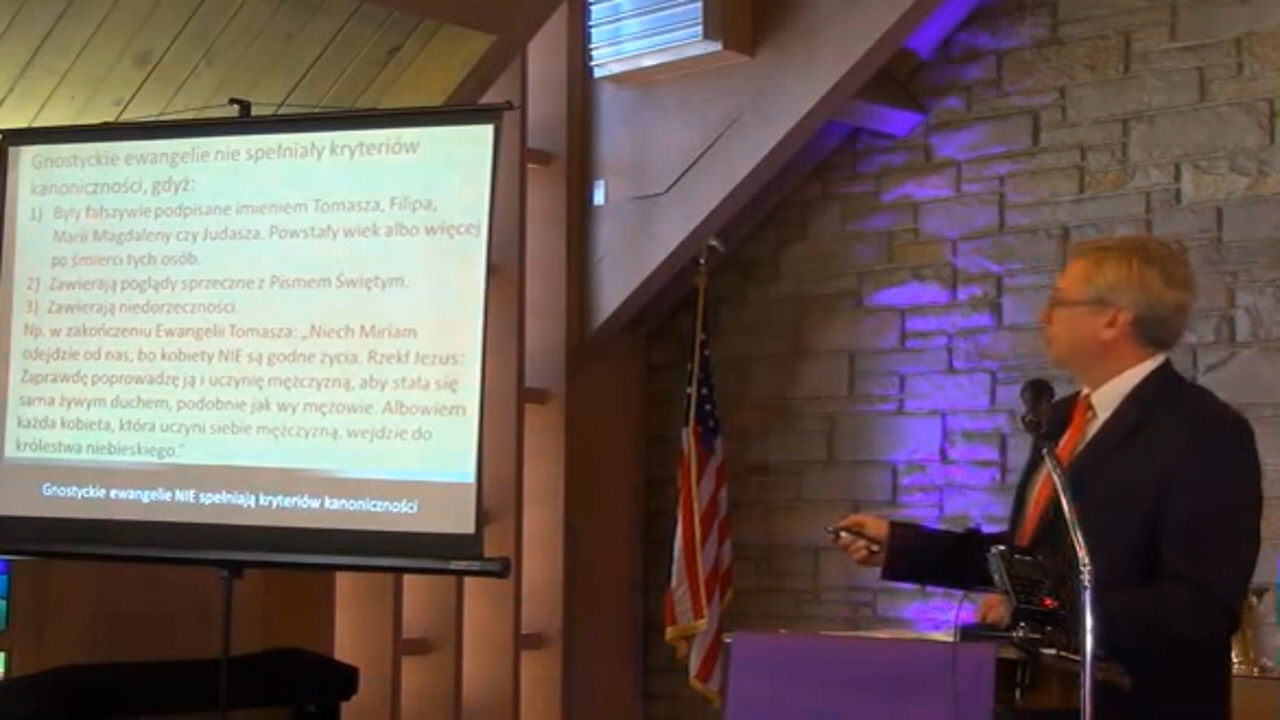 Gnostyckie ewangelie nie spełniały kryteriów
kanoniczności, gdyż:
1) Były fałszywie podpisane imieniem Tomasza, Filipa,
Marii Magdaleny czy Judasza. Powstały wiek albo więcej
po śmierci tych osób.
2) Zawierają poglądy sprzeczne z Pismem Świętym.
3) Zawierają niedorzeczności.
Np. w zakończeniu Ewangelii Tomasza: „Niech Miriam
odejdzie od nas, bo kobiety NIE są godne życia. Rzekł Jezus:
Zaprawdę poprowadzę ją i uczynię mężczyzną, aby stała się
sama żywym duchem, podobnie jak wy mężowie. Albowiem
każda kobieta, która uczyni siebie mężczyzną, wejdzie do
królestwa niebieskiego."
Gnostyckie ewangelie NIE spełniają kryteriów kanoniczności